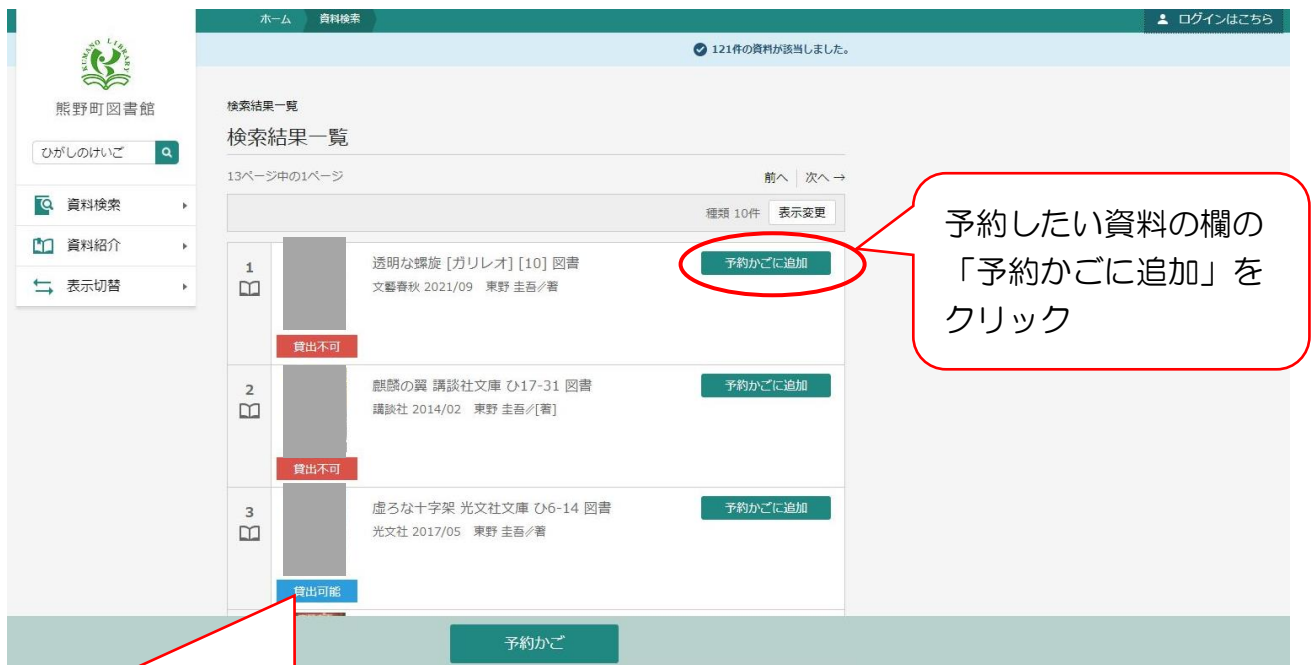 ホーム 資料検索 ログインはこちら
121件の資料が該当しました。
KUMANO LIBRARY
熊野町図書館
ひがしのけいご
資料検索
資料紹介
表示切替
検索結果一覧
検索結果一覧
13ページ中の1ページ 前へ 次へ→
種類 10件 表示変更
1 透明な螺旋 [ガリレオ] [10] 図書 予約かごに追加
文藝春秋 2021/09 東野 圭吾∥著
貸出不可
2 麒麟の翼 講談社文庫 ひ17-31 図書 予約かごに追加
講談社 2014/02 東野 圭吾∥[著]
貸出不可
3 虚ろな十字架 光文社文庫 ひ6-14 図書 予約かごに追加
光文社 2017/05 東野 圭吾∥著
貸出可能
予約かご
予約したい資料の欄の
「予約かごに追加」を
クリック